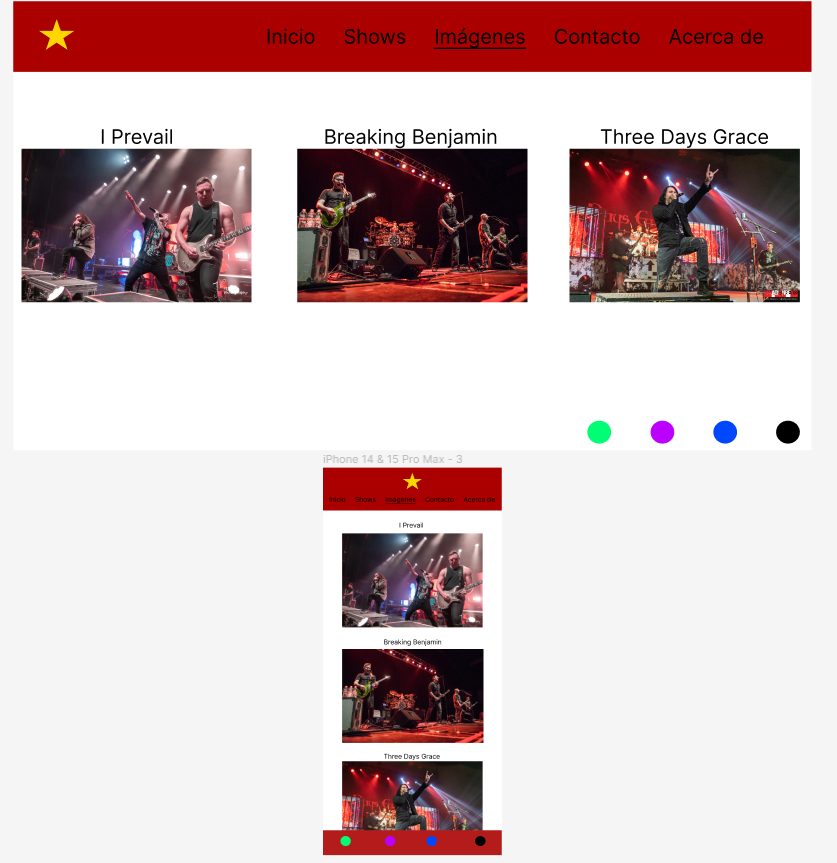 Inicio Shows Imágenes Contacto Acerca de
I Prevail Breaking Benjamin Three Days Grace
iPhone 14 & 15 Pro Max - 3
Inicio Shows Imágenes Contacto Acerca de
I Prevail
Breaking Benjamin
Three Days Grace